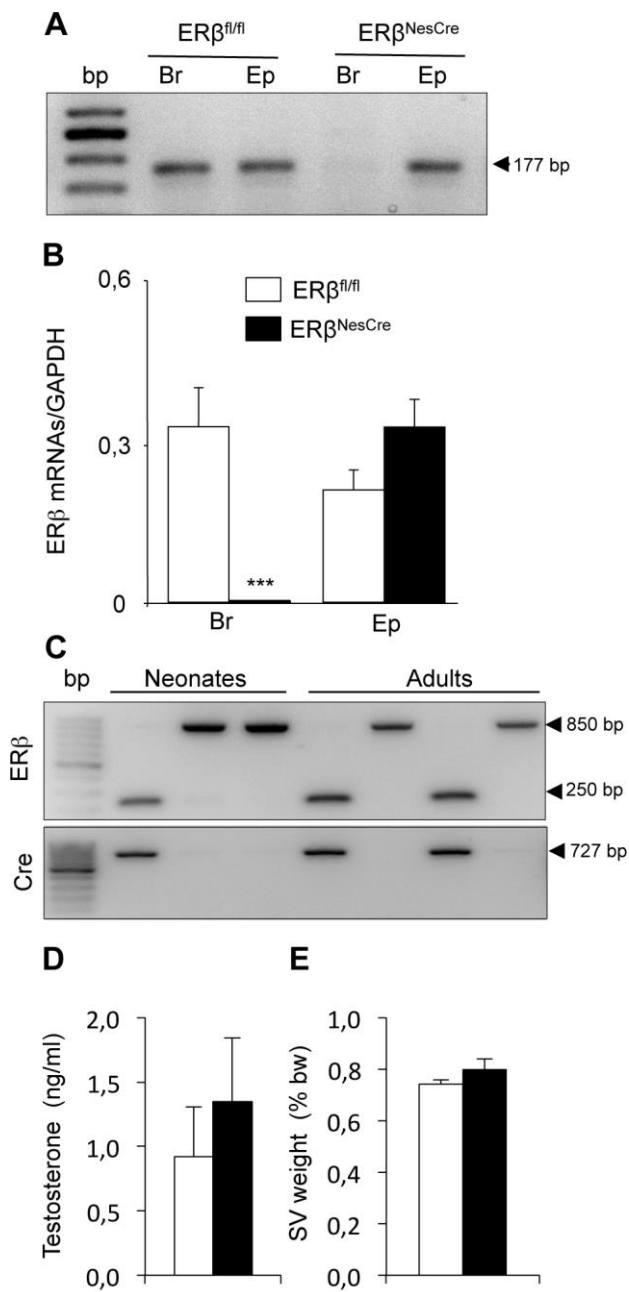 A
ERβfl/fl ERβNesCre
bp Br Ep Br Ep
177 bp
B
0,6
ERβfl/fl
ERβNesCre
ERβ mRNAs/GAPDH
0,3
***
0
Br Ep
C
bp Neonates Adults
ERβ
850 bp
250 bp
Cre
727 bp
D
Testosterone (ng/ml)
2,0
1,5
1,0
0,5
0,0
E
SV weight (% bw)
1,0
0,8
0,6
0,4
0,2
0,0